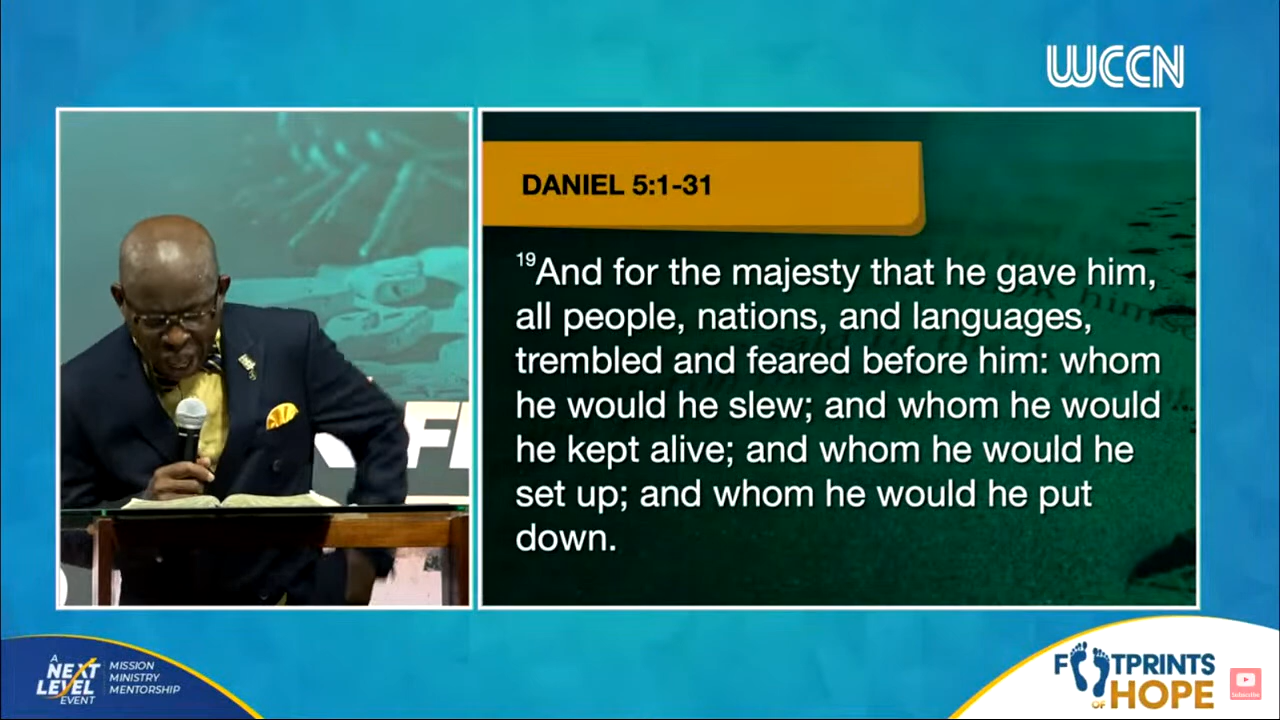 WCCN
DANIEL 5:1-31
19And for the majesty that he gave him,
all people, nations, and languages,
trembled and feared before him: whom
he would he slew; and whom he would
he kept alive; and whom he would he
set up; and whom he would he put
down.
A
NEXT
LEVEL
EVENT
MISSION
MINISTRY
MENTORSHIP
FOOTPRINTS
OF HOPE
Subscribe